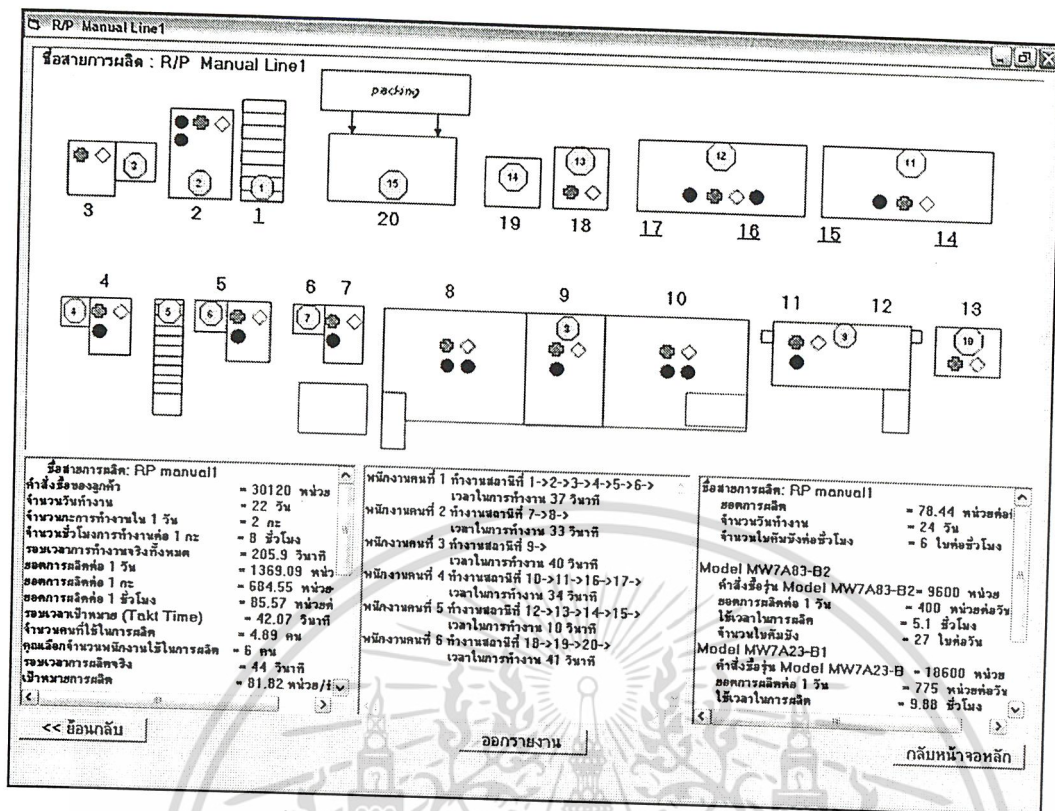 R/P Manual Line1
ชื่อสายการผลิต : R/P Manual Line1
packing
3 2 1 15 14 13 12 11
3 2 1 20 19 18 17 16 15 14
4 5 6 7 8 9 10 11 12 13
4 5 6 7 8 9 10
ชื่อสายการผลิต: RP manual1
คำสั่งซื้อของลูกค้า = 30120 หน่วย
จำนวนวันทำงาน = 22 วัน
จำนวนกะการทำงานใน 1 วัน = 2 กะ
จำนวนชั่วโมงการทำงานต่อ 1 กะ = 8 ชั่วโมง
รอบเวลาการทำงานจริงทั้งหมด = 205.9 วินาที
ยอดการผลิตต่อ 1 วัน = 1369.09 หน่ว
ยอดการผลิตต่อ 1 กะ = 684.55 หน่วย
ยอดการผลิตต่อ 1 ชั่วโมง = 85.57 หน่วยต่
รอบเวลาเป้าหมาย (Takt Time) = 42.07 วินาที
จำนวนคนที่ใช้ในการผลิต = 4.89 คน
คุณเลือกจำนวนพนักงานใช้ในการผลิต = 6 คน
รอบเวลาการผลิตจริง = 44 วินาที
เป้าหมายการผลิต = 81.82 หน่วย/ช
พนักงานคนที่ 1 ทำงานสถานีที่ 1->2->3->4->5->6->
เวลาในการทำงาน 37 วินาที
พนักงานคนที่ 2 ทำงานสถานีที่ 7->8->
เวลาในการทำงาน 33 วินาที
พนักงานคนที่ 3 ทำงานสถานีที่ 9->
เวลาในการทำงาน 40 วินาที
พนักงานคนที่ 4 ทำงานสถานีที่ 10->11->16->17->
เวลาในการทำงาน 34 วินาที
พนักงานคนที่ 5 ทำงานสถานีที่ 12->13->14->15->
เวลาในการทำงาน 10 วินาที
พนักงานคนที่ 6 ทำงานสถานีที่ 18->19->20->
เวลาในการทำงาน 41 วินาที
ชื่อสายการผลิต: RP manual1
ยอดการผลิต = 78.44 หน่วยต่อ
จำนวนวันทำงาน = 24 วัน
จำนวนใบคัมบังต่อชั่วโมง = 6 ใบต่อชั่วโมง
Model MW7A83-B2
คำสั่งซื้อรุ่น Model MW7A83-B2= 9600 หน่วย
ยอดการผลิตต่อ 1 วัน = 400 หน่วยต่อวัน
ใช้เวลาในการผลิต = 5.1 ชั่วโมง
จำนวนใบคัมบัง = 27 ใบต่อวัน
Model MW7A23-B1
คำสั่งซื้อรุ่น Model MW7A23-B = 18600 หน่วย
ยอดการผลิตต่อ 1 วัน = 775 หน่วยต่อวัน
ใช้เวลาในการผลิต = 9.88 ชั่วโมง
<< ย้อนกลับ
ออกรายงาน
กลับหน้าจอหลัก